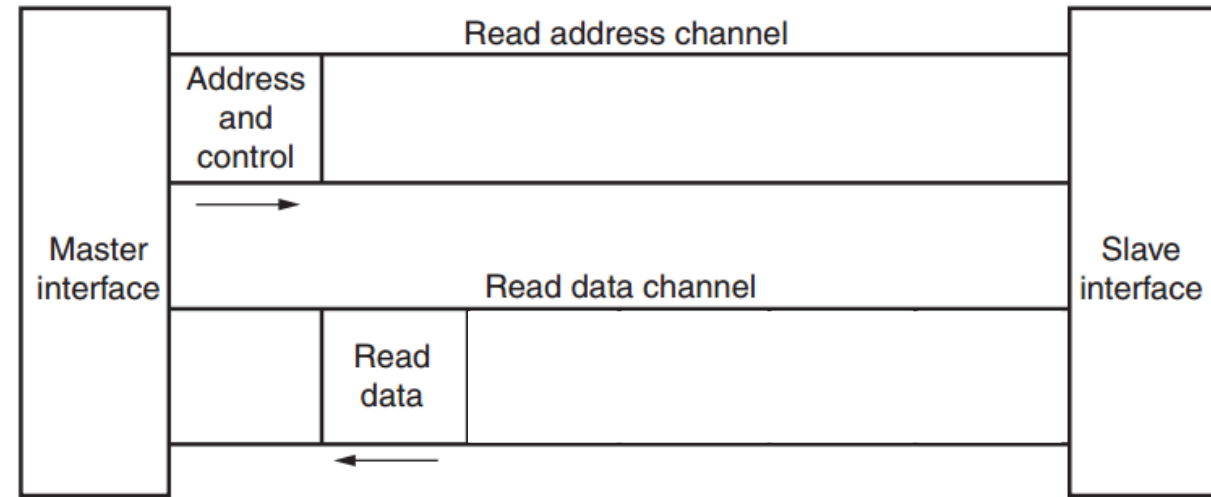 Read address channel
Address
and
control
Master
interface
Slave
interface
Read data channel
Read
data